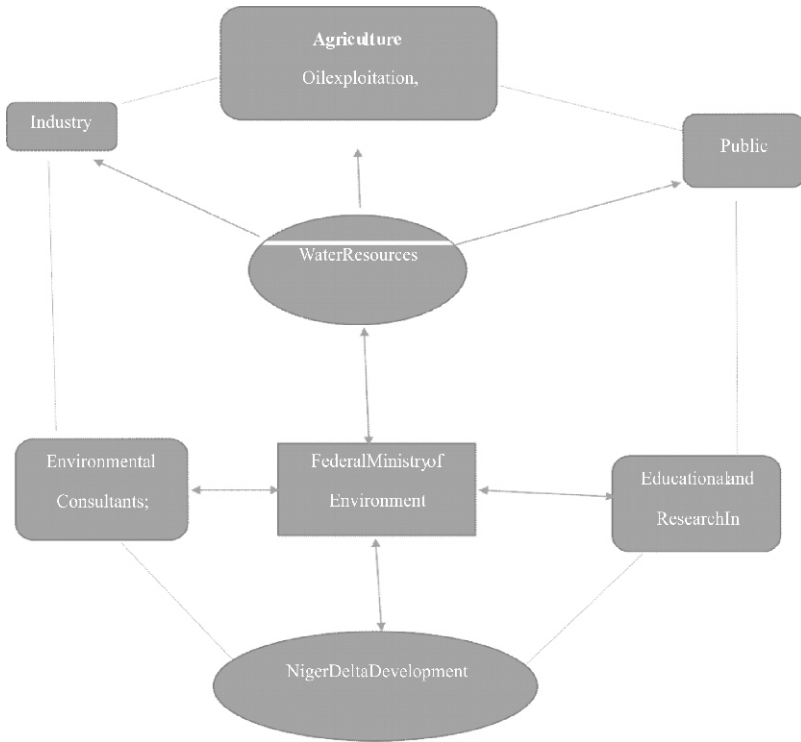 Agriculture
Oilexploitation,
Industry
Public
WaterResources
Environmental
Consultants;
FederalMinistryof
Environment
Educationaland
ResearchIn
NigerDeltaDevelopment